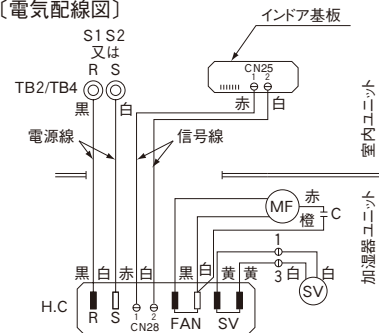 〔電気配線図〕
インドア基板
S1 S2
又は
R S
TB2/TB4
CN25
1 2
黒 白 赤 白
電源線 信号線
室内ユニット
加湿器ユニット
MF 赤
橙 C
1
3 白 白
SV
黒 白 赤 白 黒 白 黄 黄
H.C
R S 1 2 FAN SV
CN28